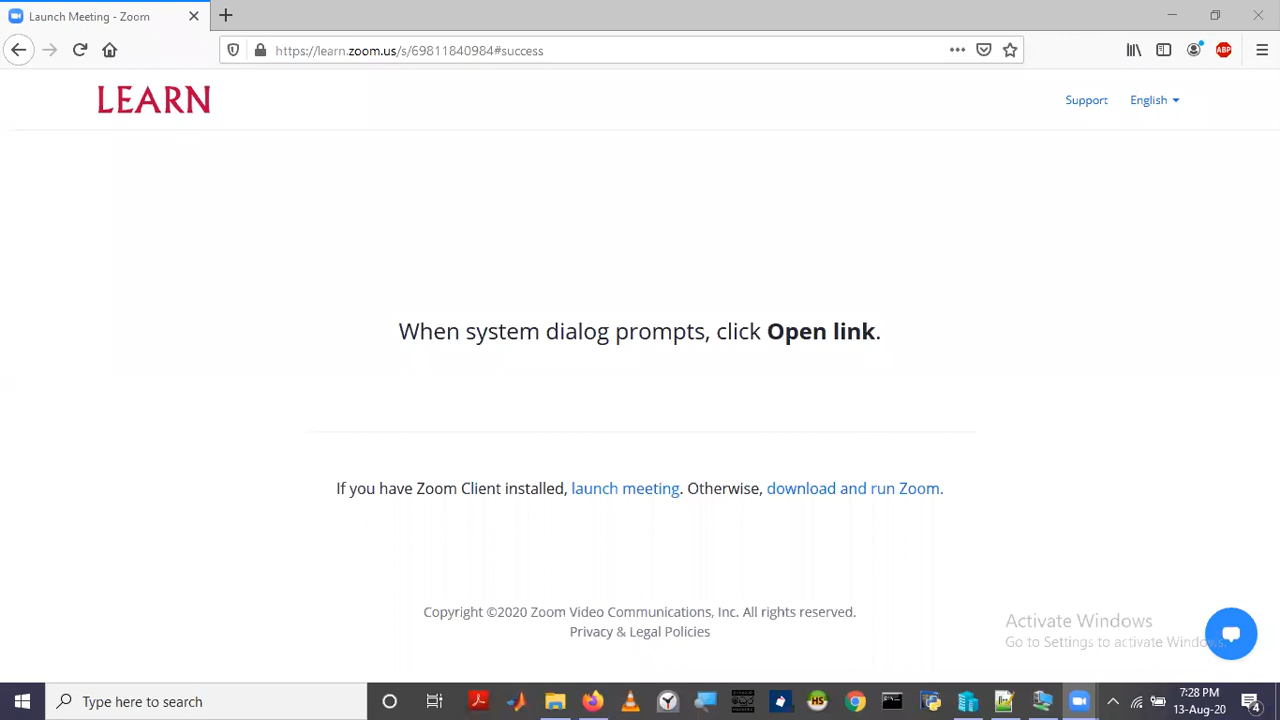 Launch Meeting - Zoom
https://learn.zoom.us/s/69811840984#success
ABP
LEARN
Support
English
When system dialog prompts, click Open link.
If you have Zoom Client installed, launch meeting. Otherwise, download and run Zoom.
Copyright ©2020 Zoom Video Communications, Inc. All rights reserved.
Privacy & Legal Policies
Activate Windows
Go to Settings to activate Windows.
Type here to search
HS
7:28 PM
13-Aug-20
4